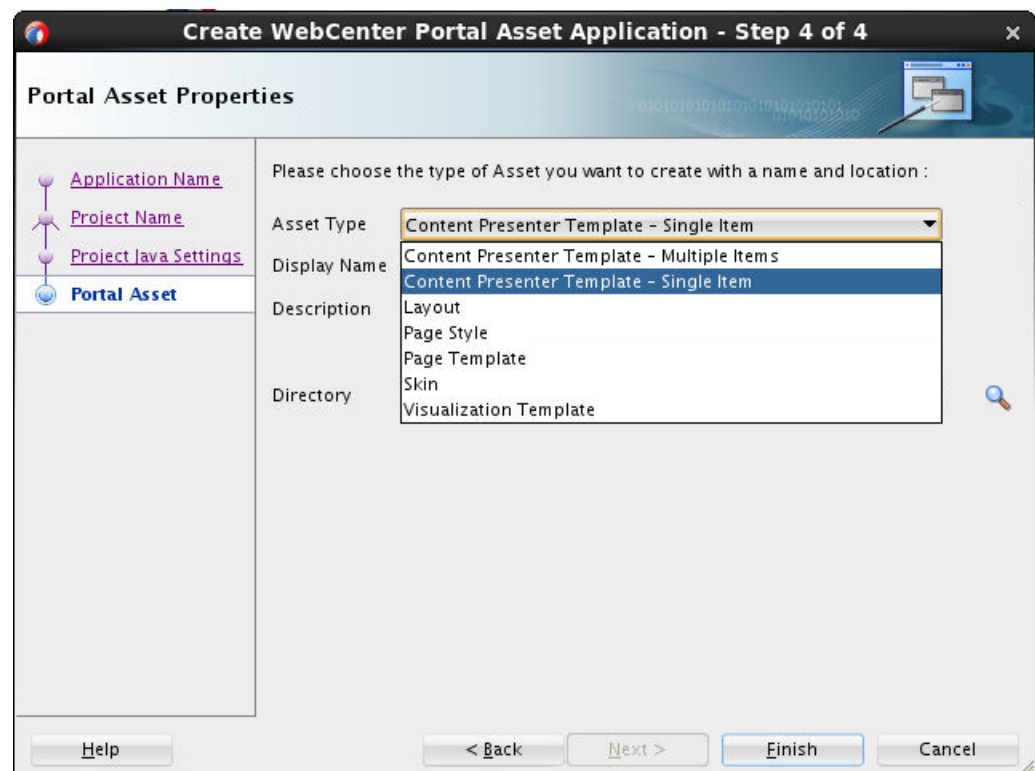 Create WebCenter Portal Asset Application - Step 4 of 4
Portal Asset Properties
Application Name
Project Name
Project Java Settings
Portal Asset
Please choose the type of Asset you want to create with a name and location :
Asset Type
Content Presenter Template - Single Item
Display Name
Content Presenter Template - Multiple Items
Content Presenter Template - Single Item
Description
Layout
Page Style
Page Template
Directory
Skin
Visualization Template
Help
< Back
Next >
Finish
Cancel